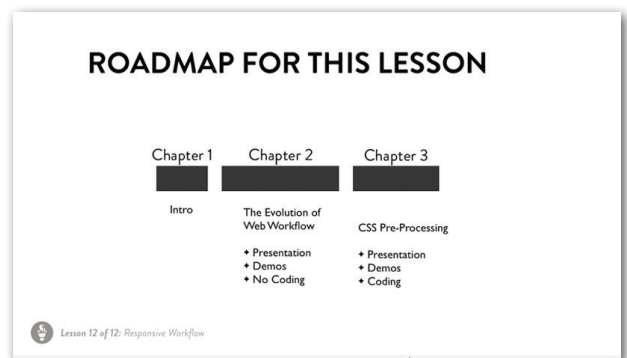 ROADMAP FOR THIS LESSON
Chapter 1
Chapter 2
Chapter 3
Intro
The Evolution of
Web Workflow
✦ Presentation
✦ Demos
✦ No Coding
CSS Pre-Processing
✦ Presentation
✦ Demos
✦ Coding
Lesson 12 of 12: Responsive Workflow